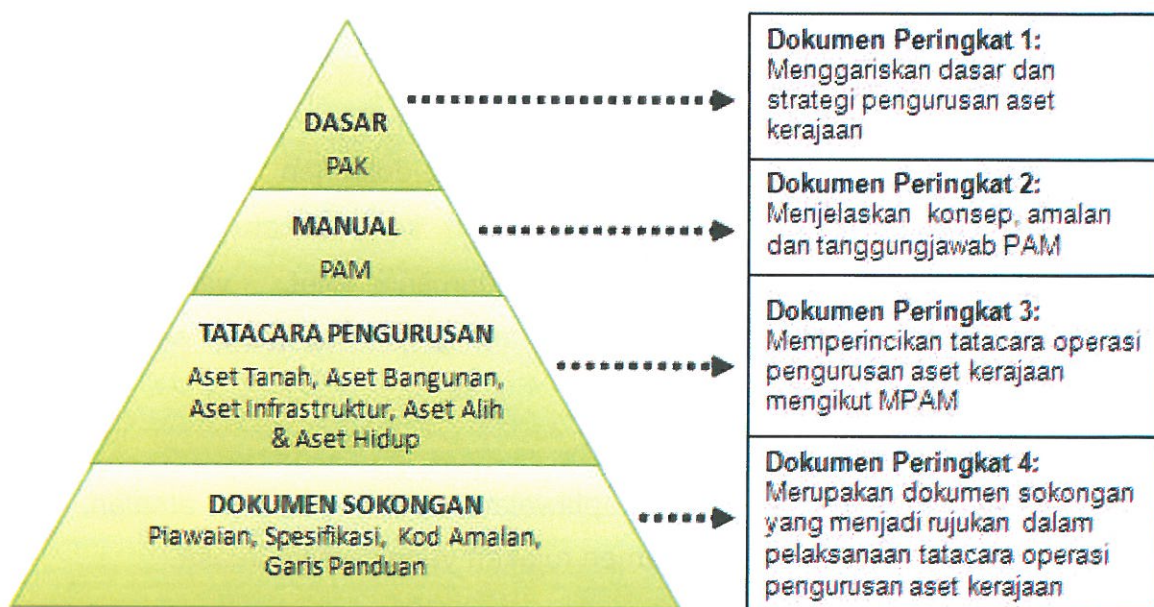 DASAR
PAK
MANUAL
PAM
TATACARA PENGURUSAN
Aset Tanah, Aset Bangunan,
Aset Infrastruktur, Aset Alih
& Aset Hidup
DOKUMEN SOKONGAN
Piawaian, Spesifikasi, Kod Amalan,
Garis Panduan
Dokumen Peringkat 1:
Menggariskan dasar dan
strategi pengurusan aset
kerajaan
Dokumen Peringkat 2:
Menjelaskan konsep, amalan
dan tanggungjawab PAM
Dokumen Peringkat 3:
Memperincikan tatacara operasi
pengurusan aset kerajaan
mengikut MPAM
Dokumen Peringkat 4:
Merupakan dokumen sokongan
yang menjadi rujukan dalam
pelaksanaan tatacara operasi
pengurusan aset kerajaan